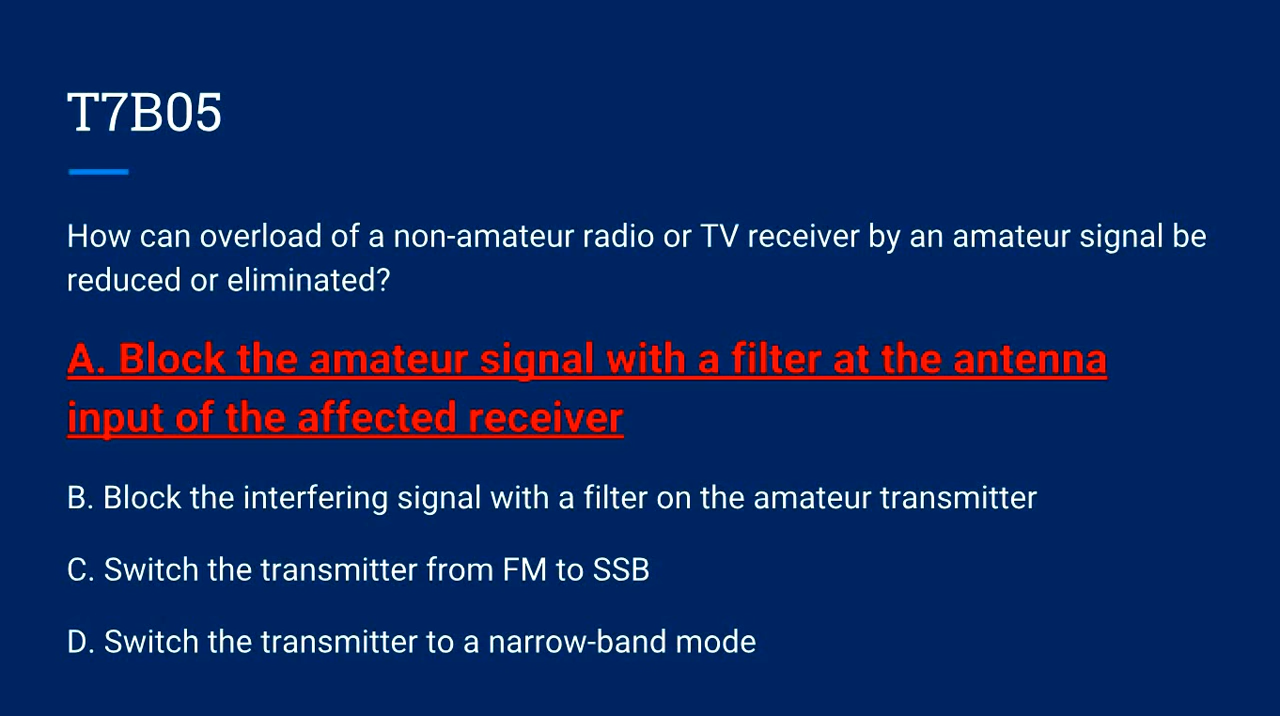 T7B05
How can overload of a non-amateur radio or TV receiver by an amateur signal be
reduced or eliminated?
A. Block the amateur signal with a filter at the antenna
input of the affected receiver
B. Block the interfering signal with a filter on the amateur transmitter
C. Switch the transmitter from FM to SSB
D. Switch the transmitter to a narrow-band mode